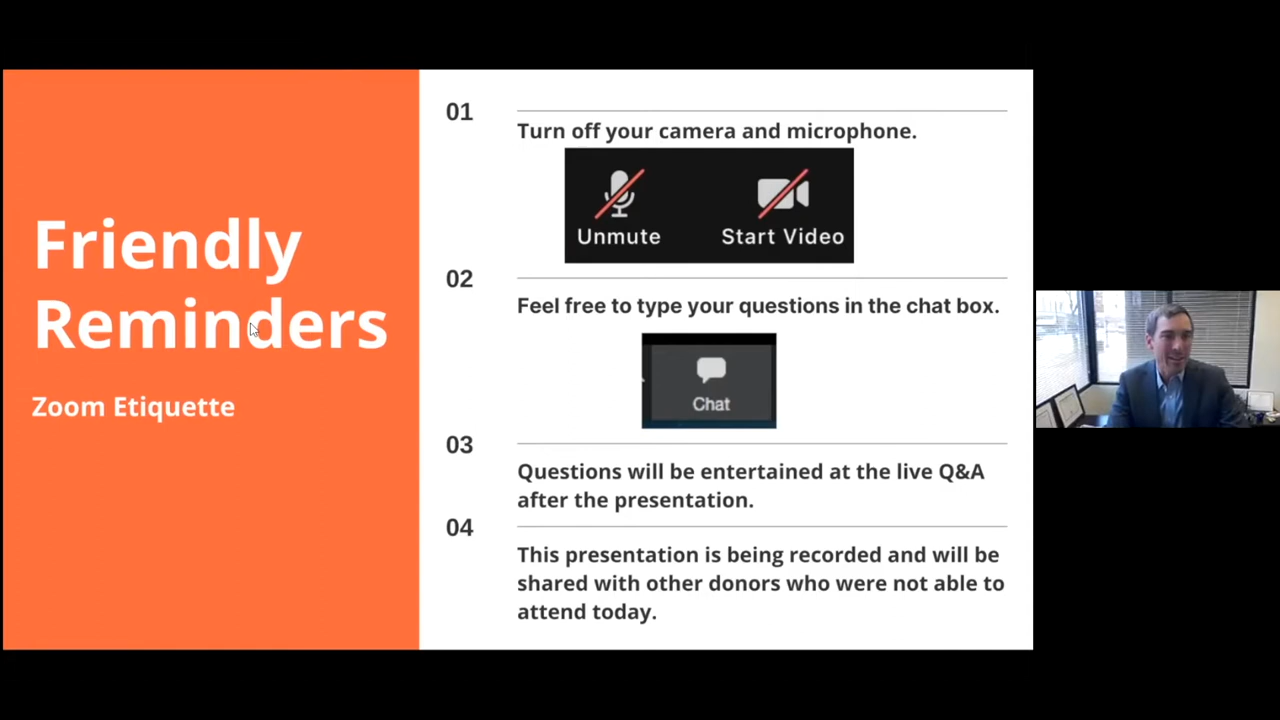 Friendly
Reminders
Zoom Etiquette
01
Turn off your camera and microphone.
Unmute
Start Video
02
Feel free to type your questions in the chat box.
Chat
03
Questions will be entertained at the live Q&A
after the presentation.
04
This presentation is being recorded and will be
shared with other donors who were not able to
attend today.